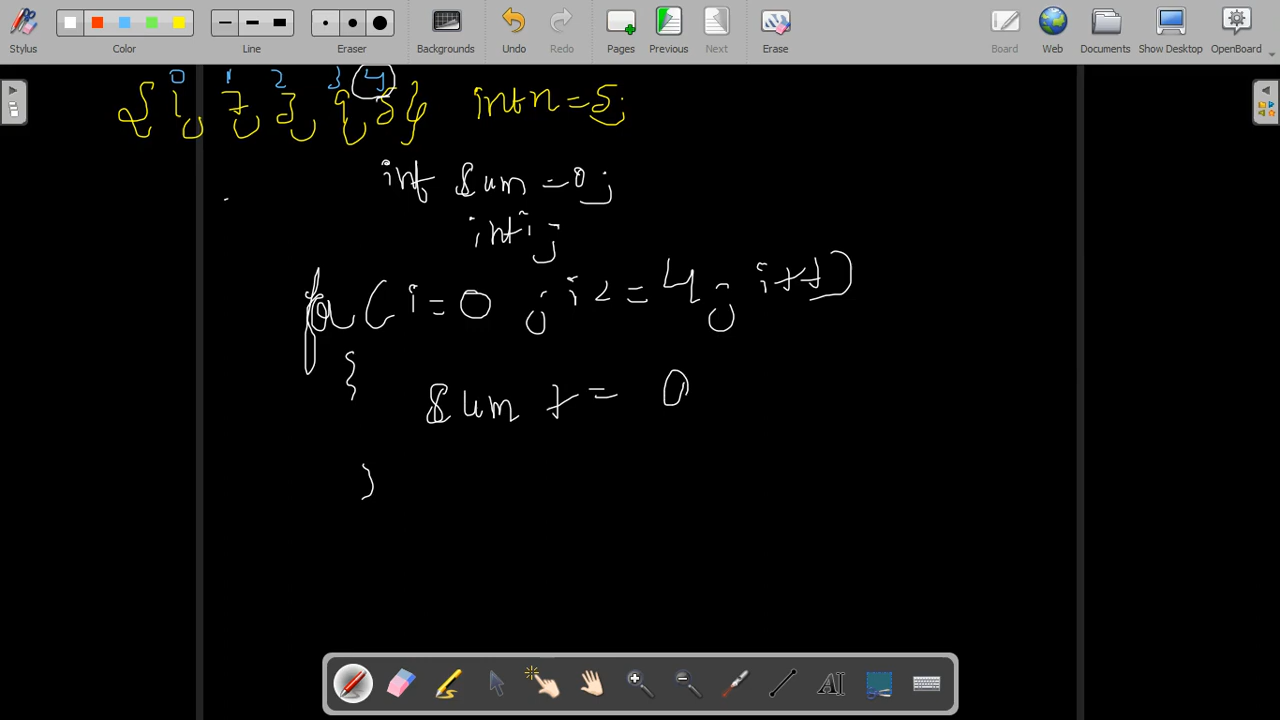 Stylus Color Line Eraser Backgrounds Undo Redo Pages Previous Next Erase Board Web Documents Show Desktop OpenBoard
0 1 2 3 4
{ 1, 7, 3, 9, 5 } int n = 5;
int sum = 0;
int i;
for ( i = 0 ; i <= 4 ; i++ )
{
sum += a
}